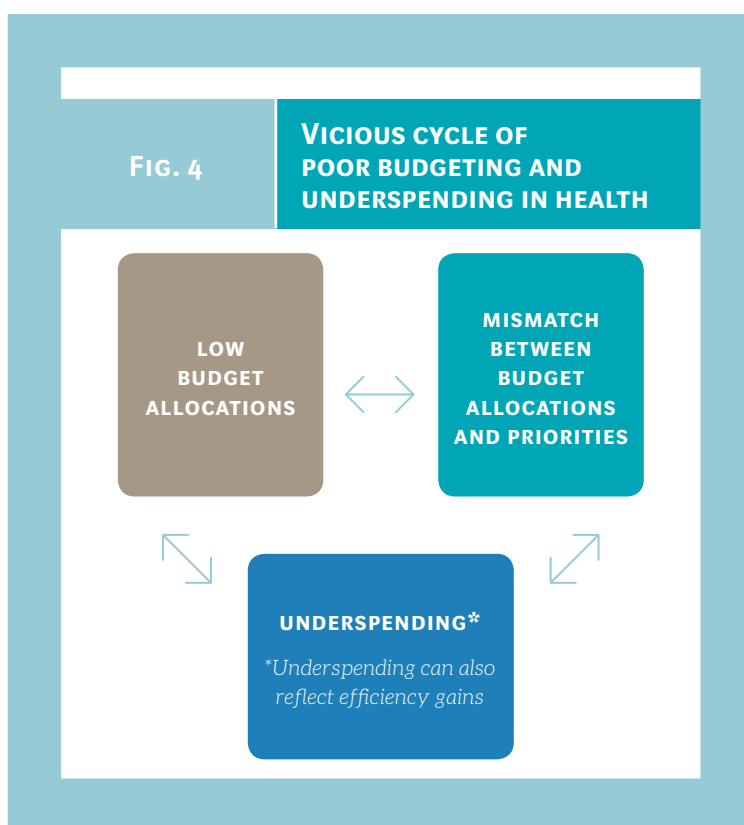 Fig. 4
Vicious cycle of
poor budgeting and
underspending in health
LOW
BUDGET
ALLOCATIONS
MISMATCH
BETWEEN
BUDGET
ALLOCATIONS
AND PRIORITIES
UNDERSPENDING*
*Underspending can also
reflect efficiency gains